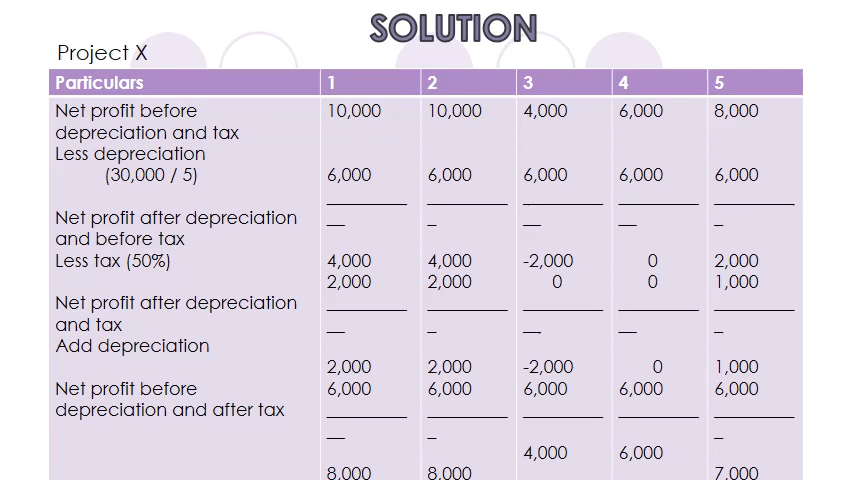 SOLUTION
Project X
Particulars 1 2 3 4 5
Net profit before 10,000 10,000 4,000 6,000 8,000
depreciation and tax
Less depreciation
(30,000 / 5) 6,000 6,000 6,000 6,000 6,000
Net profit after depreciation
and before tax
Less tax (50%) 4,000 4,000 -2,000 0 2,000
2,000 2,000 0 0 1,000
Net profit after depreciation
and tax
Add depreciation
2,000 2,000 -2,000 0 1,000
Net profit before 6,000 6,000 6,000 6,000 6,000
depreciation and after tax
4,000 6,000
8,000 8,000 7,000